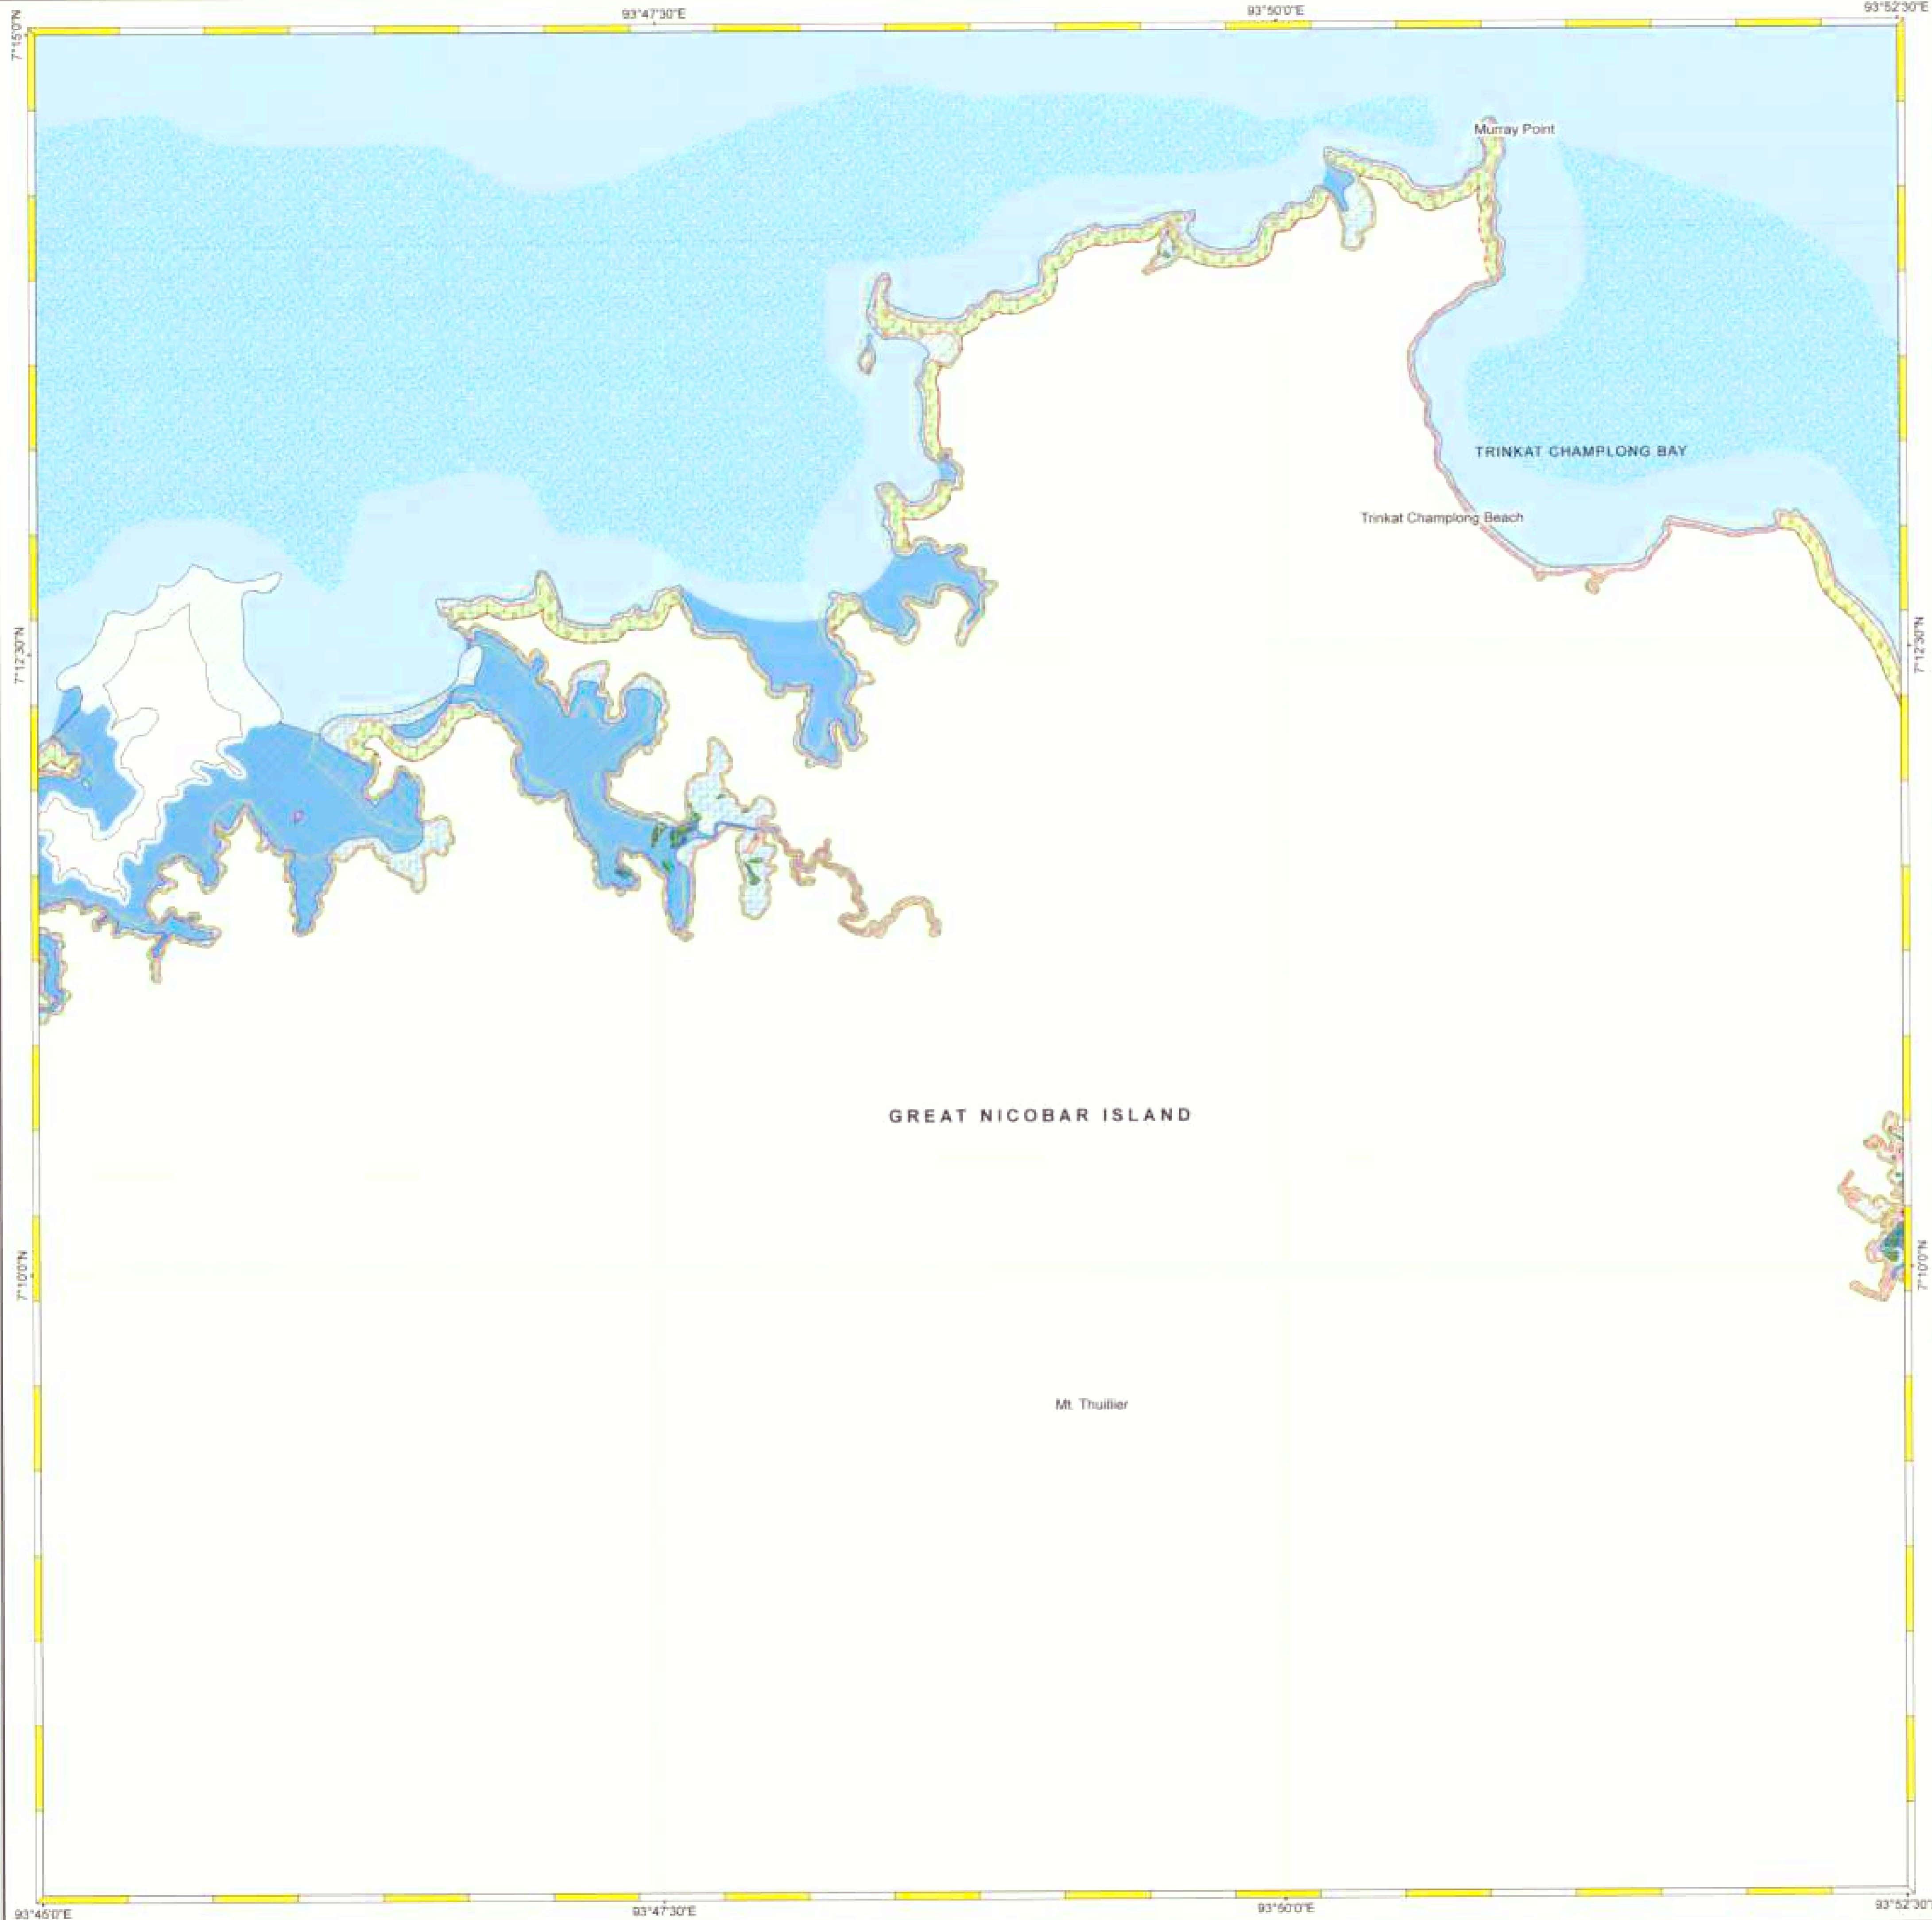 93°47'30"E
93°50'0"E
93°52'30"E
7°15'0"N
Murray Point
TRINKAT CHAMPLONG BAY
Trinkat Champlong Beach
7°12'30"N
7°12'30"N
GREAT NICOBAR ISLAND
7°10'0"N
7°10'0"N
Mt. Thuillier
93°45'0"E
93°47'30"E
93°50'0"E
93°52'30"